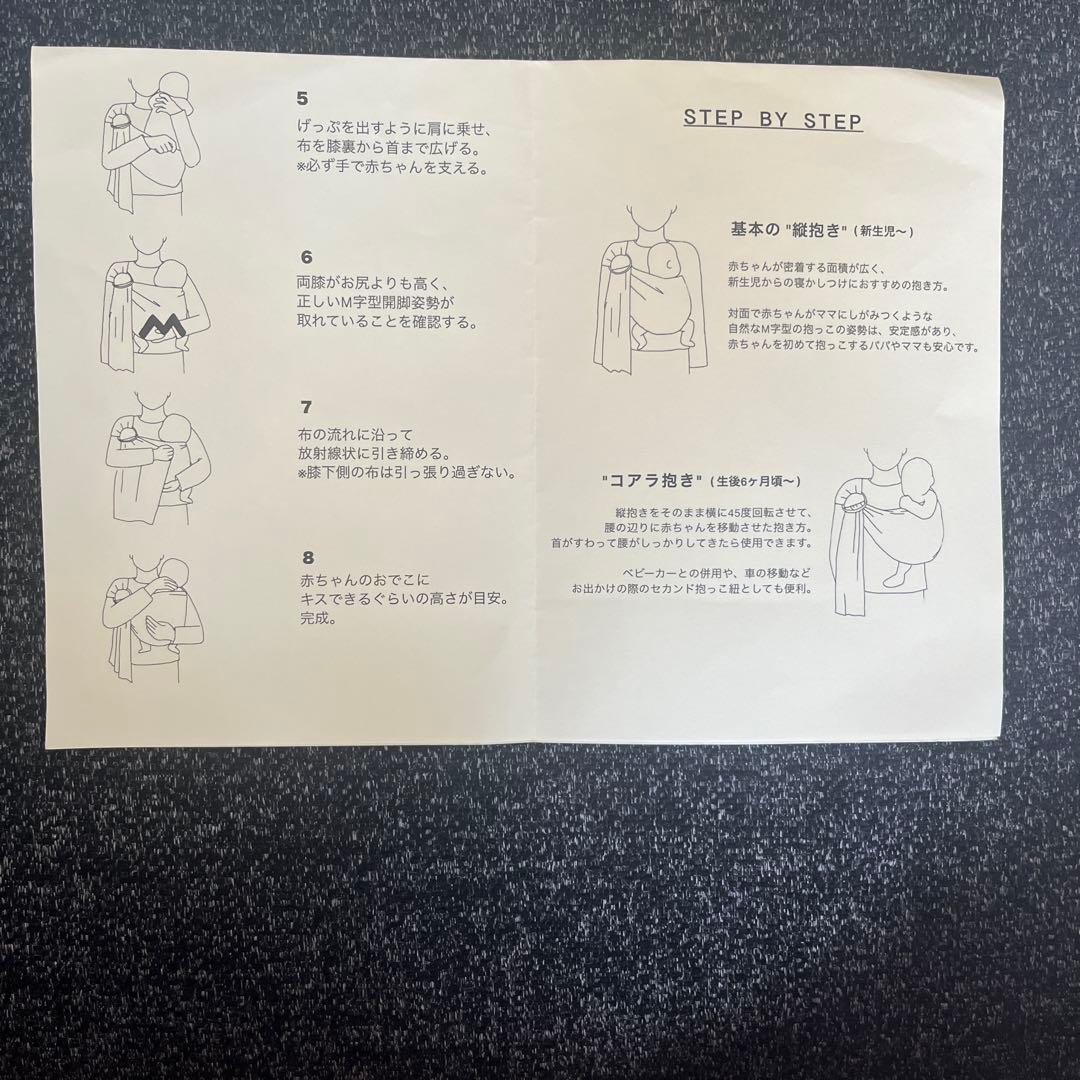 5
げっぷを出すように肩に乗せ、
布を膝裏から首まで広げる。
※必ず手で赤ちゃんを支える。
6
両膝がお尻よりも高く、
正しいM字型開脚姿勢が
取れていることを確認する。
M
7
布の流れに沿って
放射線状に引き締める。
※膝下側の布は引っ張り過ぎない。
8
赤ちゃんのおでこに
キスできるぐらいの高さが目安。
完成。
STEP BY STEP
基本の "縦抱き" ( 新生児〜 )
赤ちゃんが密着する面積が広く、
新生児からの寝かしつけにおすすめの抱き方。
対面で赤ちゃんがママにしがみつくような
自然なM字型の抱っこの姿勢は、安定感があり、
赤ちゃんを初めて抱っこするパパやママも安心です。
"コアラ抱き" ( 生後6ヶ月頃〜 )
縦抱きをそのまま横に45度回転させて、
腰の辺りに赤ちゃんを移動させた抱き方。
首がすわって腰がしっかりしてきたら使用できます。
ベビーカーとの併用や、車の移動など
お出かけの際のセカンド抱っこ紐としても便利。